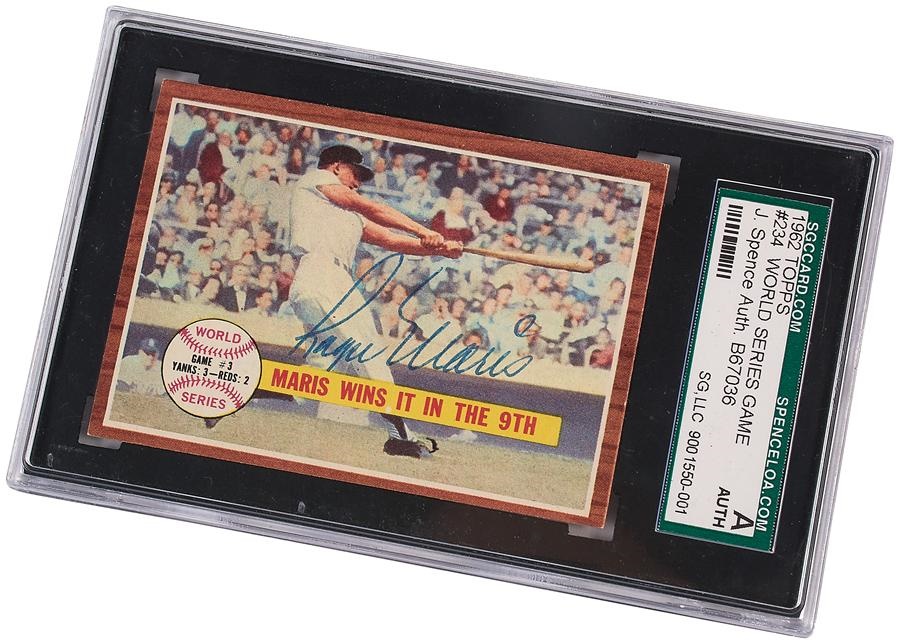 WORLD
GAME #3
YANKS: 3—REDS: 2
SERIES
MARIS WINS IT IN THE 9TH
Roger Maris
SGCCARD.COM
SPENCELOA.COM
1962 TOPPS
#234 WORLD SERIES GAME
J. Spence Auth. B67036
A
AUTH
SG, LLC 9001550-001